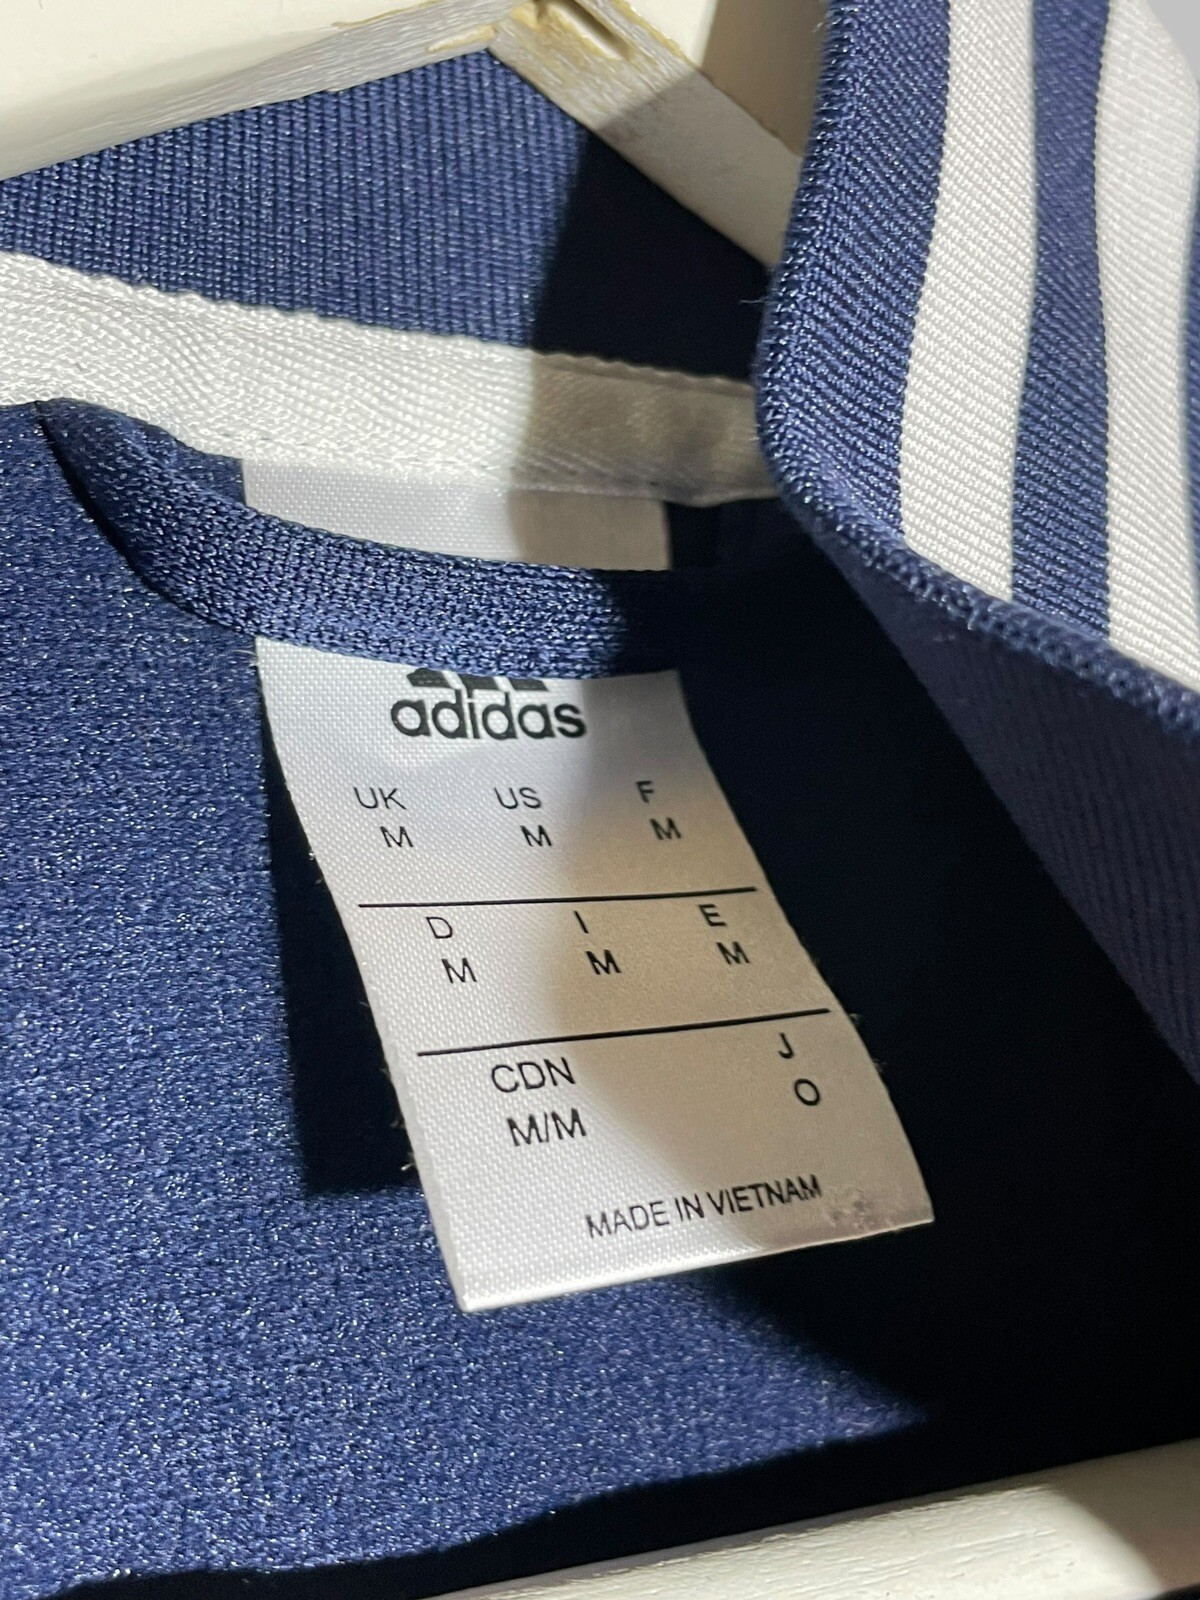 adidas
UK US F
M M M
D I E
M M M
CDN J
M/M O
MADE IN VIETNAM